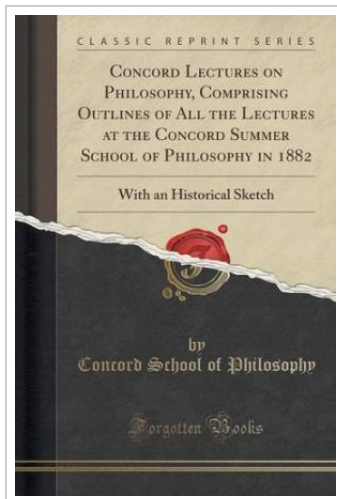 CLASSIC REPRINT SERIES
CONCORD LECTURES ON
PHILOSOPHY, COMPRISING
OUTLINES OF ALL THE LECTURES
AT THE CONCORD SUMMER
SCHOOL OF PHILOSOPHY IN 1882
With an Historical Sketch
by
Concord School of Philosophy
Forgotten Books